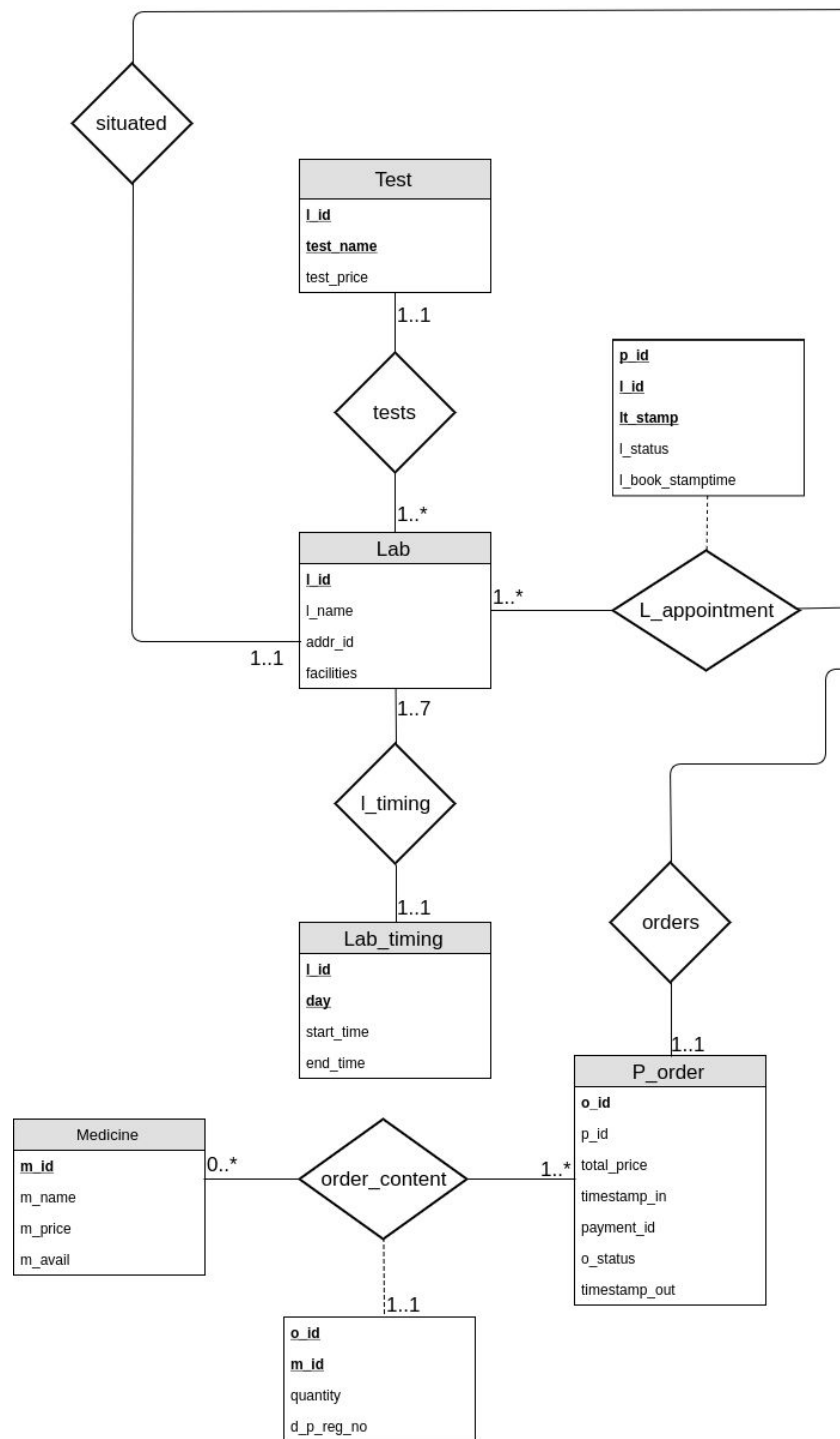 situated
Test
l_id
test_name
test_price
1..1
tests
1..*
p_id
l_id
lt_stamp
l_status
l_book_stamptime
Lab
l_id
l_name
addr_id
facilities
1..*
L_appointment
1..1
1..7
l_timing
1..1
Lab_timing
l_id
day
start_time
end_time
orders
1..1
P_order
o_id
p_id
total_price
timestamp_in
payment_id
o_status
timestamp_out
Medicine
m_id
m_name
m_price
m_avail
0..*
order_content
1..*
1..1
o_id
m_id
quantity
d_p_reg_no